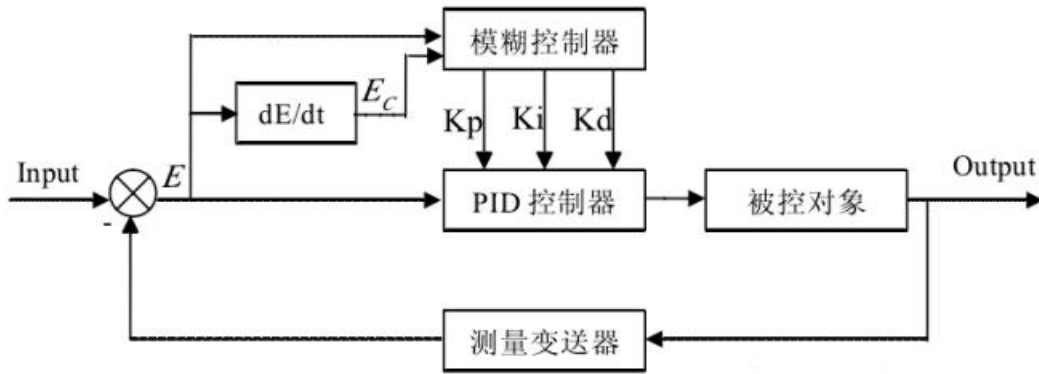 模糊控制器
dE/dt
E_C
Kp
Ki
Kd
Input
E
PID 控制器
被控对象
Output
-
测量变送器